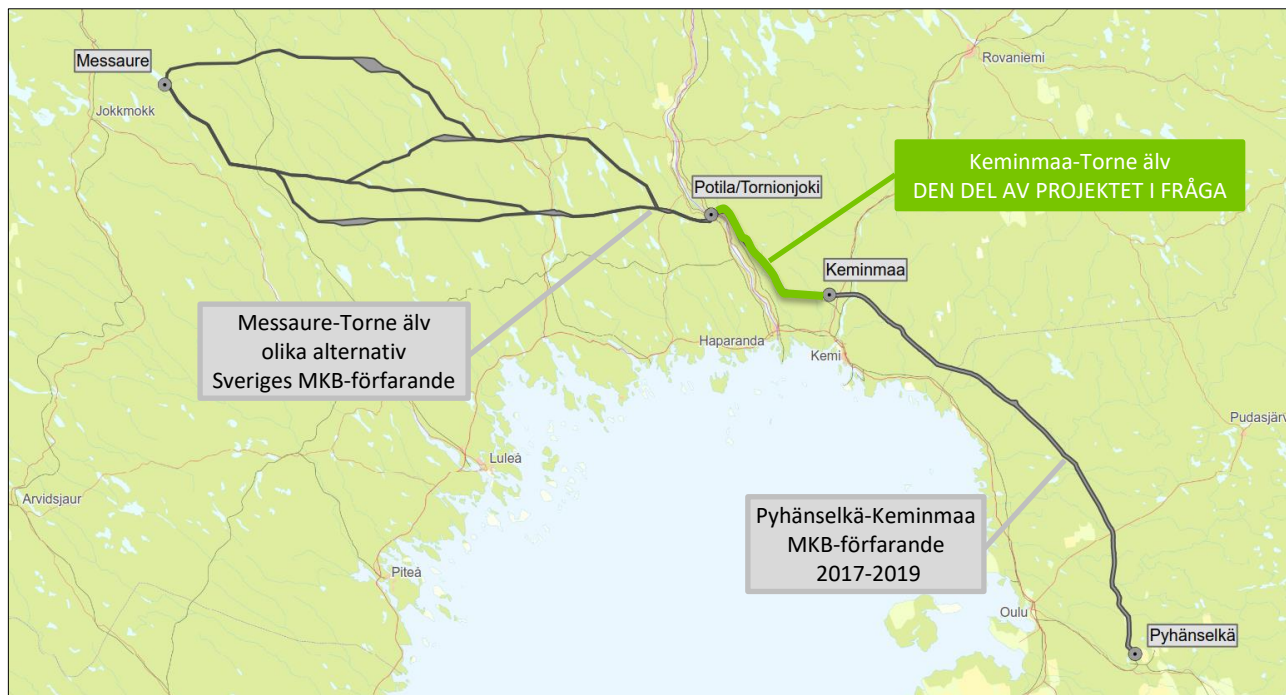 Messaure
Jokkmokk
Rovaniemi
Keminmaa-Torne älv
DEN DEL AV PROJEKTET I FRÅGA
Potila/Tornionjoki
Keminmaa
Messaure-Torne älv
olika alternativ
Sveriges MKB-förfarande
Haparanda
Kemi
Pudasjärv
Luleå
Arvidsjaur
Pyhänselkä-Keminmaa
MKB-förfarande
2017-2019
Piteå
Oulu
Pyhänselkä